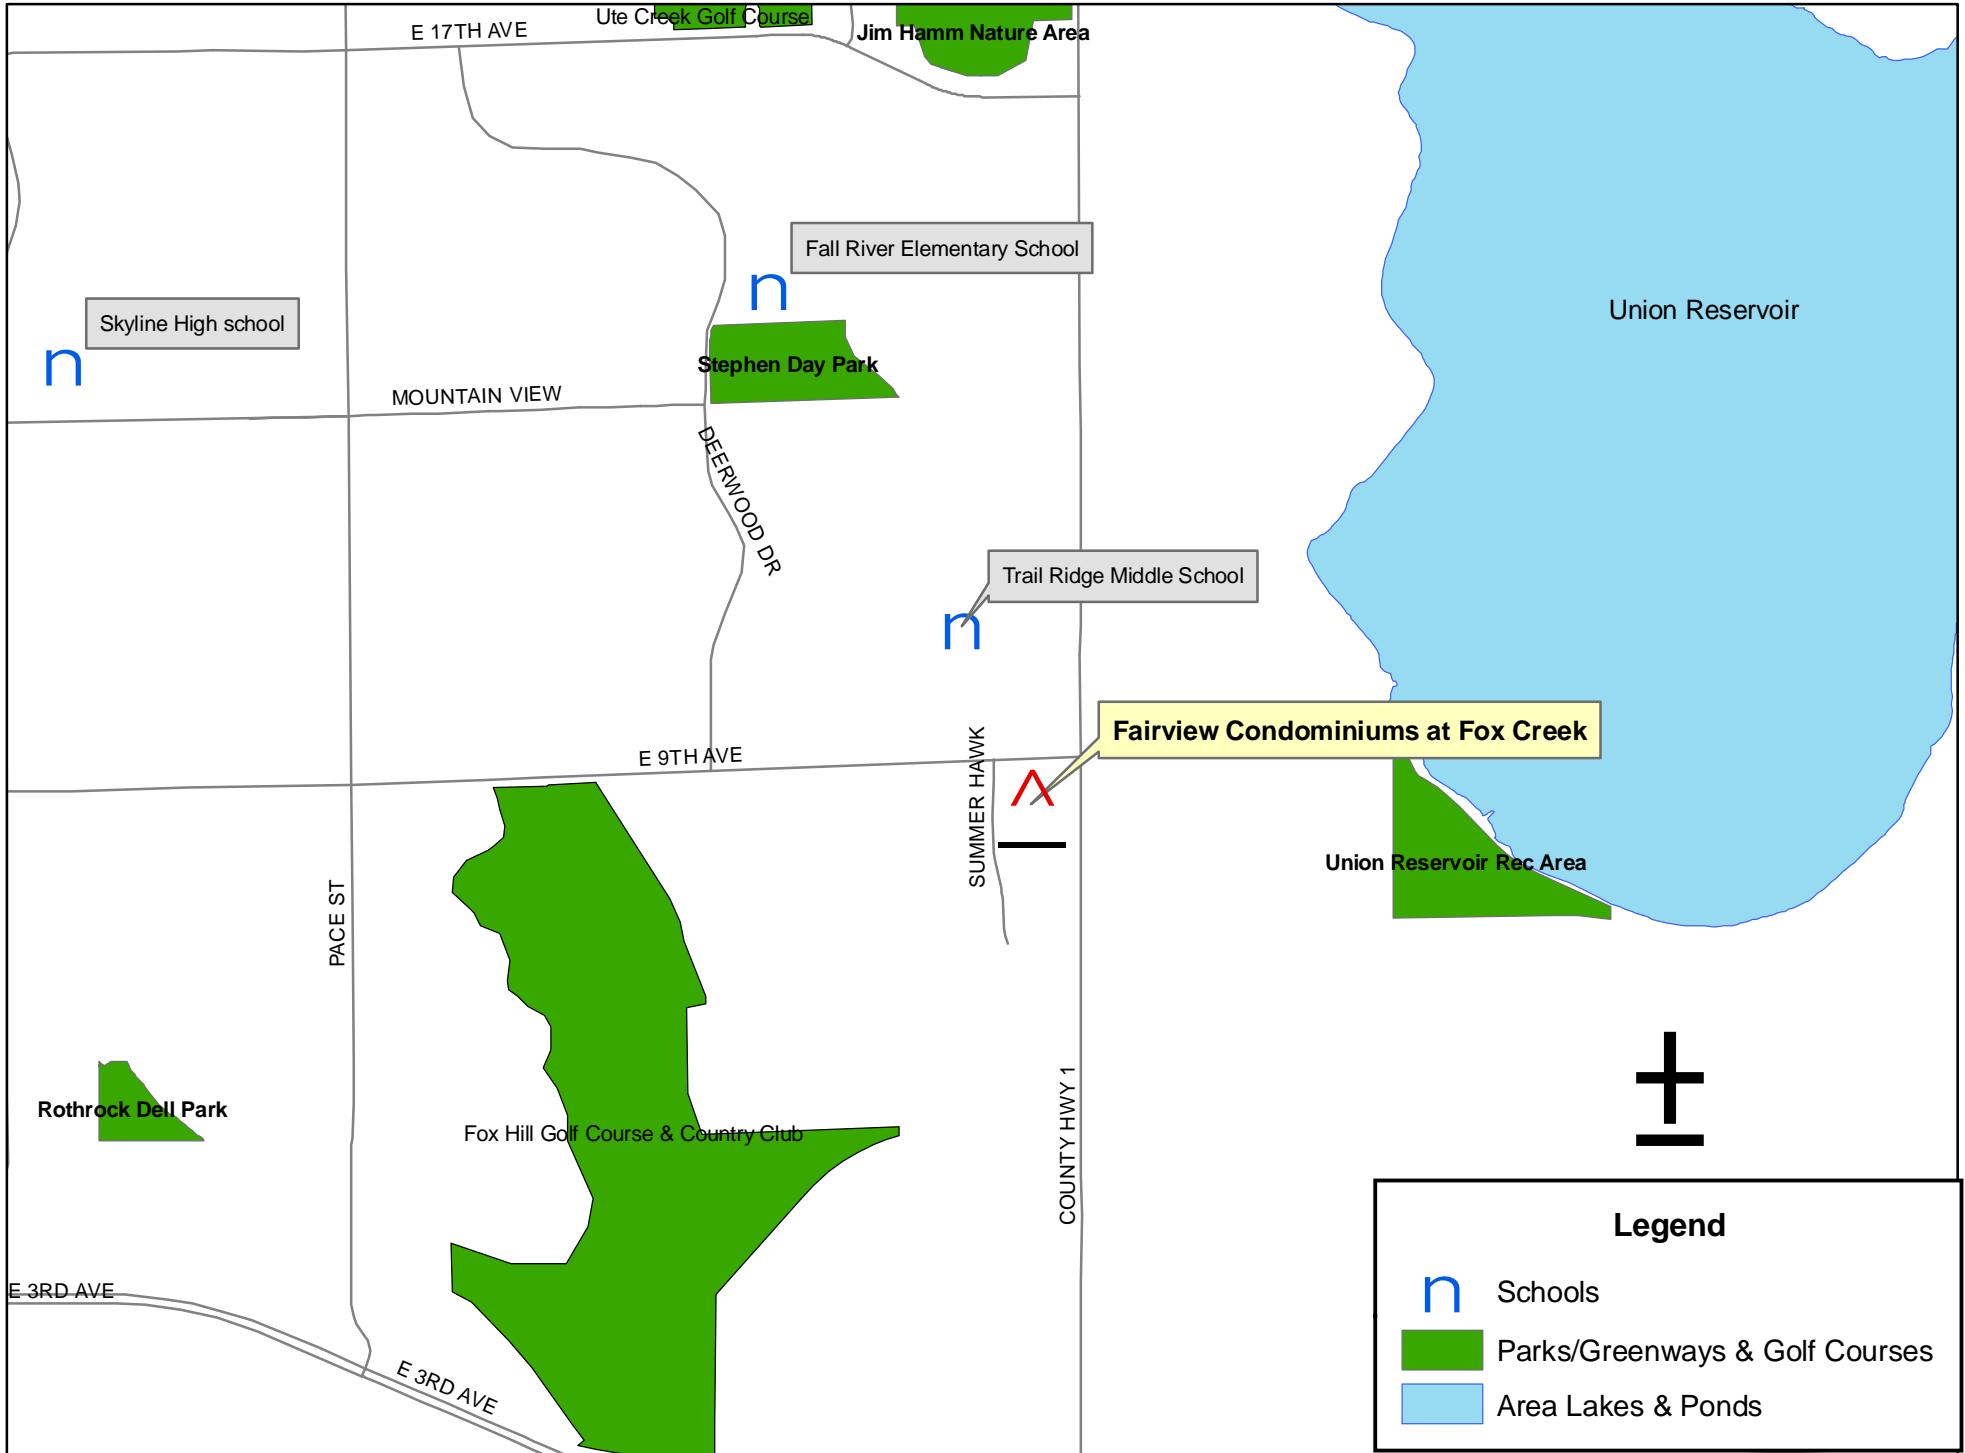 Ute Creek Golf Course
E 17TH AVE
Jim Hamm Nature Area
Fall River Elementary School
n
Union Reservoir
Skyline High school
n
Stephen Day Park
MOUNTAIN VIEW
DEERWOOD DR
Trail Ridge Middle School
n
Fairview Condominiums at Fox Creek
E 9TH AVE
SUMMER HAWK
Union Reservoir Rec Area
PACE ST
COUNTY HWY 1
Rothrock Dell Park
Fox Hill Golf Course & Country Club
±
E 3RD AVE
E 3RD AVE
Legend
n Schools
Parks/Greenways & Golf Courses
Area Lakes & Ponds